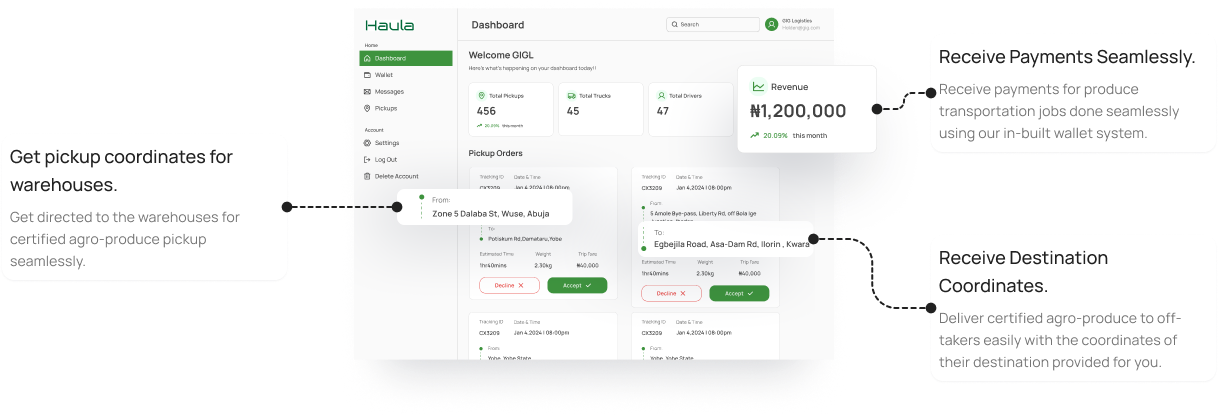 Haula
Home
Dashboard
Wallet
Messages
Pickups
Account
Settings
Log Out
Delete Account
Dashboard
Search
GIG Logistics
Welcome GIGL
Here's what's happening on your dashboard today!!
Total Pickups
456
20.09% this month
Total Trucks
45
Total Drivers
47
Revenue
₦1,200,000
20.09% this month
Pickup Orders
Tracking ID Date & Time
CX3209 Jan 4,2024 | 08:00pm
From:
Zone 5 Dalaba St, Wuse, Abuja
To:
Potiskum Rd,Damaturu,Yobe
Estimated Time Weight Trip Fare
1hr40mins 2.30kg ₦40,000
Decline
Accept
Tracking ID Date & Time
CX3209 Jan 4,2024 | 08:00pm
From:
5 Amole Bye-pass, Liberty Rd, off Bola Ige
To:
Egbejila Road, Asa-Dam Rd, Ilorin , Kwara
Estimated Time Weight Trip Fare
1hr40mins 2.30kg ₦40,000
Decline
Accept
Tracking ID Date & Time
CX3209 Jan 4,2024 | 08:00pm
From:
Yobe, Yobe State
Tracking ID Date & Time
CX3209 Jan 4,2024 | 08:00pm
From:
Yobe, Yobe State
Get pickup coordinates for
warehouses.
Get directed to the warehouses for
certified agro-produce pickup
seamlessly.
Receive Payments Seamlessly.
Receive payments for produce
transportation jobs done seamlessly
using our in-built wallet system.
Receive Destination
Coordinates.
Deliver certified agro-produce to off-
takers easily with the coordinates of
their destination provided for you.